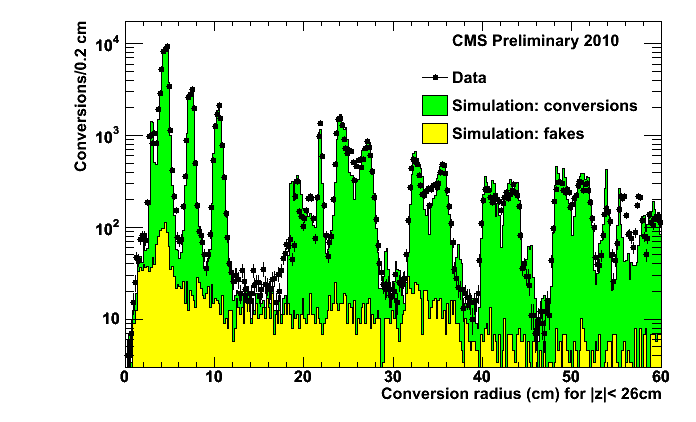 CMS Preliminary 2010
Data
Simulation: conversions
Simulation: fakes
Conversions/0.2 cm
10^4
10^3
10^2
10
0 10 20 30 40 50 60
Conversion radius (cm) for |z|< 26cm